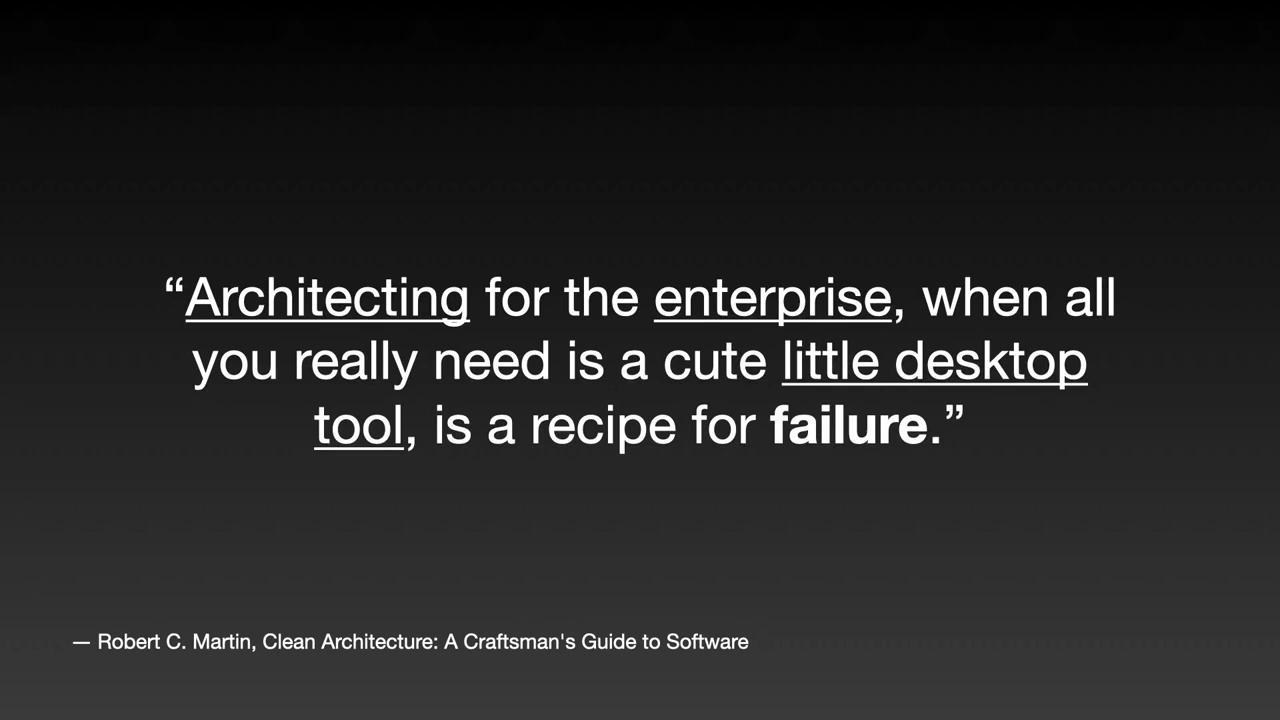 “Architecting for the enterprise, when all
you really need is a cute little desktop
tool, is a recipe for failure.”
— Robert C. Martin, Clean Architecture: A Craftsman's Guide to Software